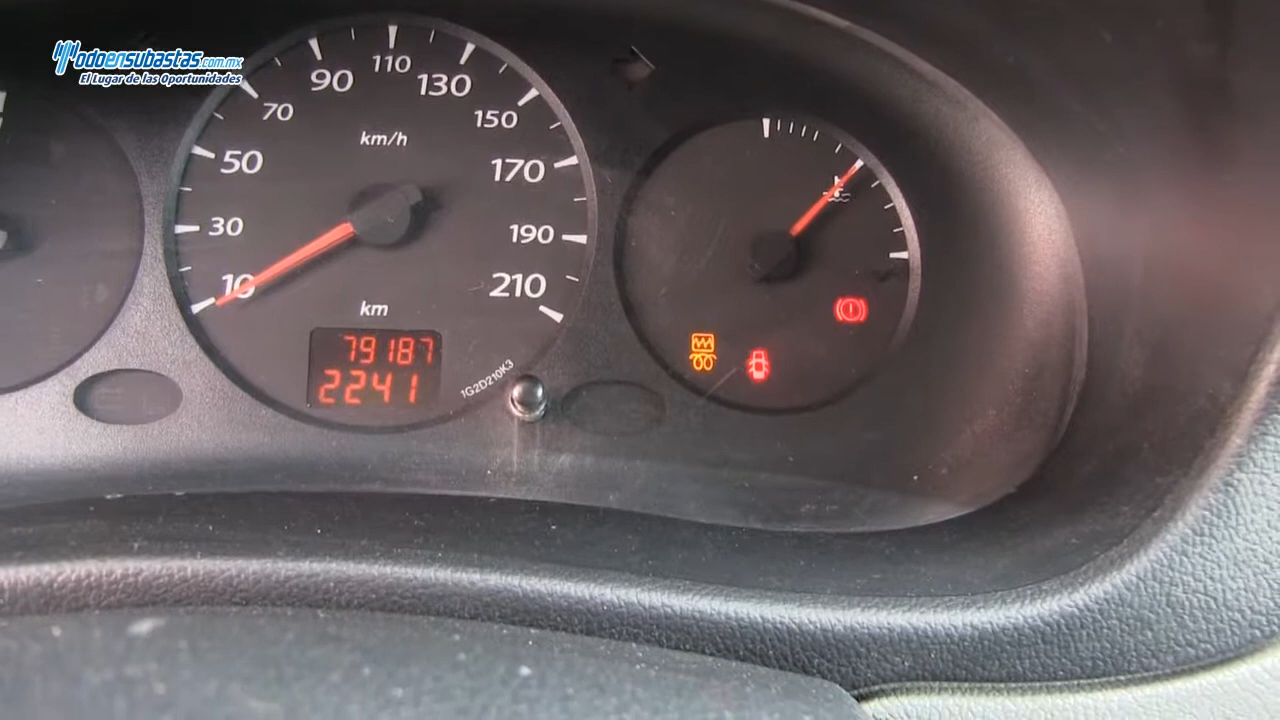 odoensubastas.com.mx
El Lugar de las Oportunidades
10
30
50
70
90
110
130
150
170
190
210
km/h
km
79187
2241
1G2D210K3